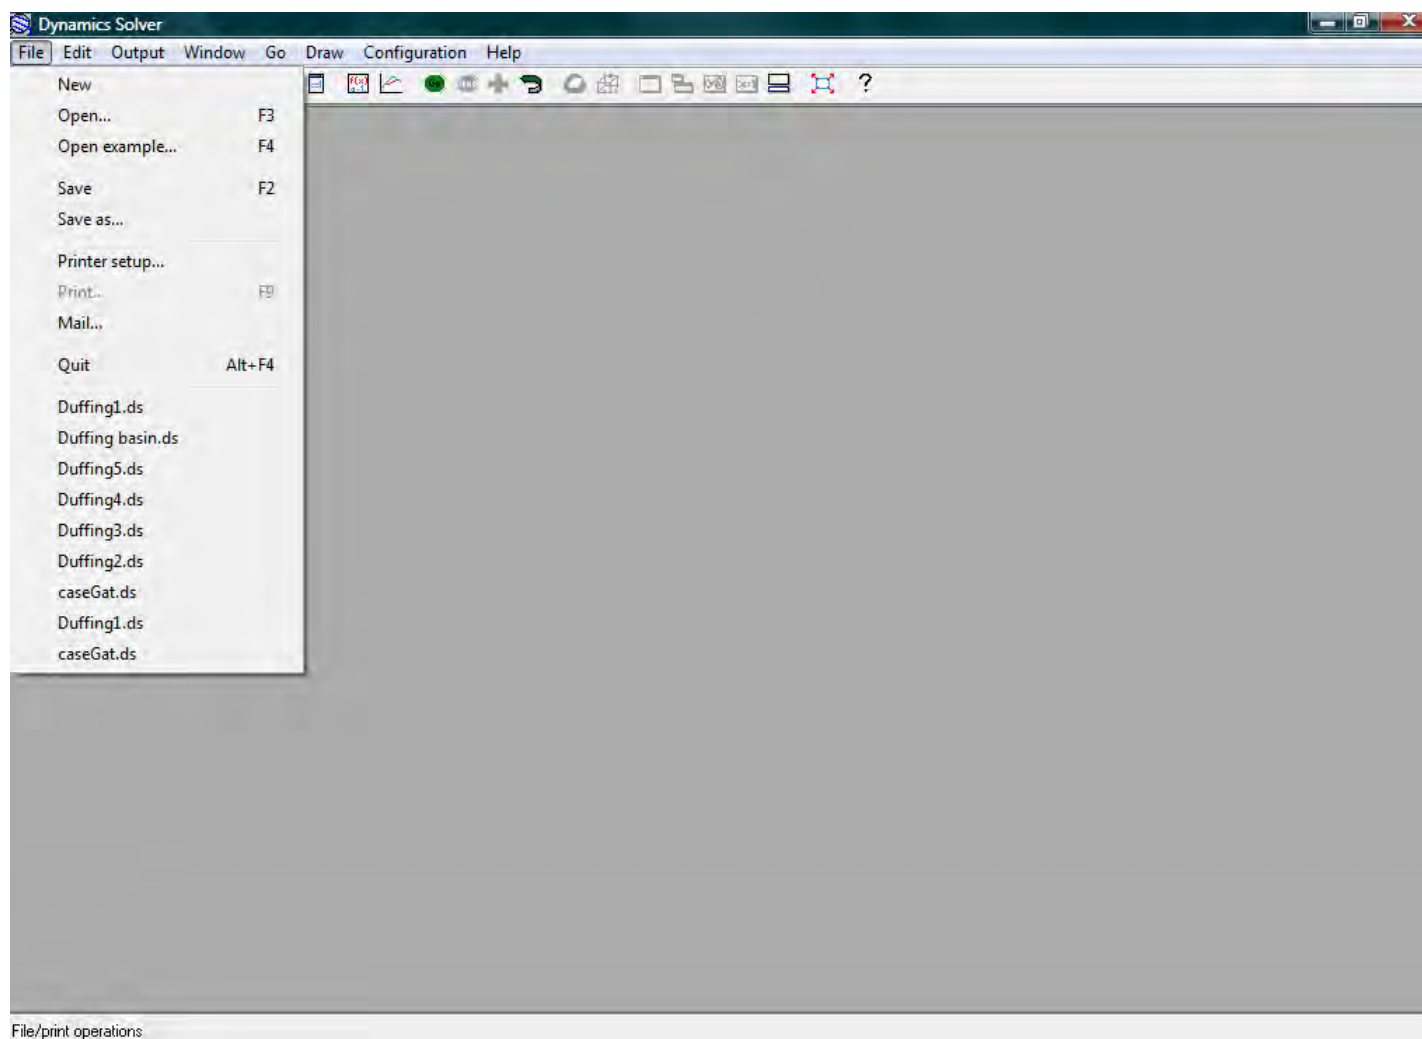 Dynamics Solver
File Edit Output Window Go Draw Configuration Help
New
Open... F3
Open example... F4
Save F2
Save as...
Printer setup...
Print... F9
Mail...
Quit Alt+F4
Duffing1.ds
Duffing basin.ds
Duffing5.ds
Duffing4.ds
Duffing3.ds
Duffing2.ds
caseGat.ds
Duffing1.ds
caseGat.ds
File/print operations